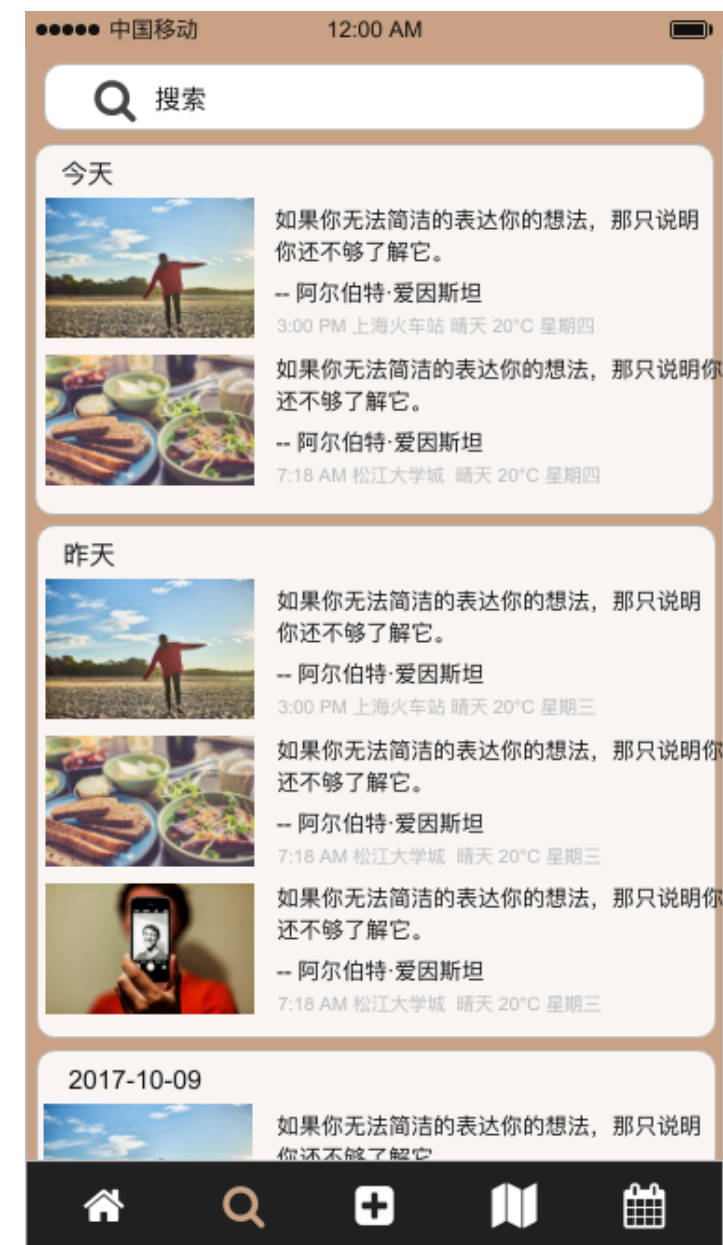 中国移动 12:00 AM
搜索
今天
如果你无法简洁的表达你的想法，那只说明
你还不够了解它。
-- 阿尔伯特·爱因斯坦
3:00 PM 上海火车站 晴天 20°C 星期四
如果你无法简洁的表达你的想法，那只说明你
还不够了解它。
-- 阿尔伯特·爱因斯坦
7:18 AM 松江大学城 晴天 20°C 星期四
昨天
如果你无法简洁的表达你的想法，那只说明
你还不够了解它。
-- 阿尔伯特·爱因斯坦
3:00 PM 上海火车站 晴天 20°C 星期三
如果你无法简洁的表达你的想法，那只说明你
还不够了解它。
-- 阿尔伯特·爱因斯坦
7:18 AM 松江大学城 晴天 20°C 星期三
如果你无法简洁的表达你的想法，那只说明你
还不够了解它。
-- 阿尔伯特·爱因斯坦
7:18 AM 松江大学城 晴天 20°C 星期三
2017-10-09
如果你无法简洁的表达你的想法，那只说明
你还不够了解它